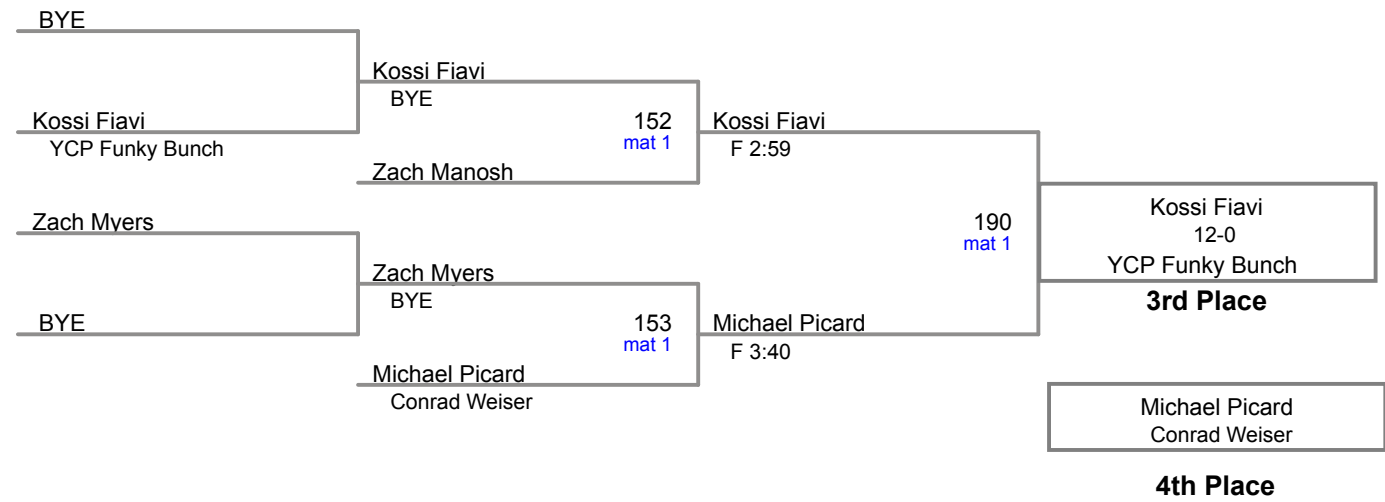 BYE
Kossi Fiavi
BYE
Kossi Fiavi
YCP Funky Bunch
152
mat 1
Kossi Fiavi
F 2:59
Zach Manosh
Zach Myers
190
mat 1
Kossi Fiavi
12-0
YCP Funky Bunch
3rd Place
Zach Myers
BYE
BYE
153
mat 1
Michael Picard
F 3:40
Michael Picard
Conrad Weiser
Michael Picard
Conrad Weiser
4th Place